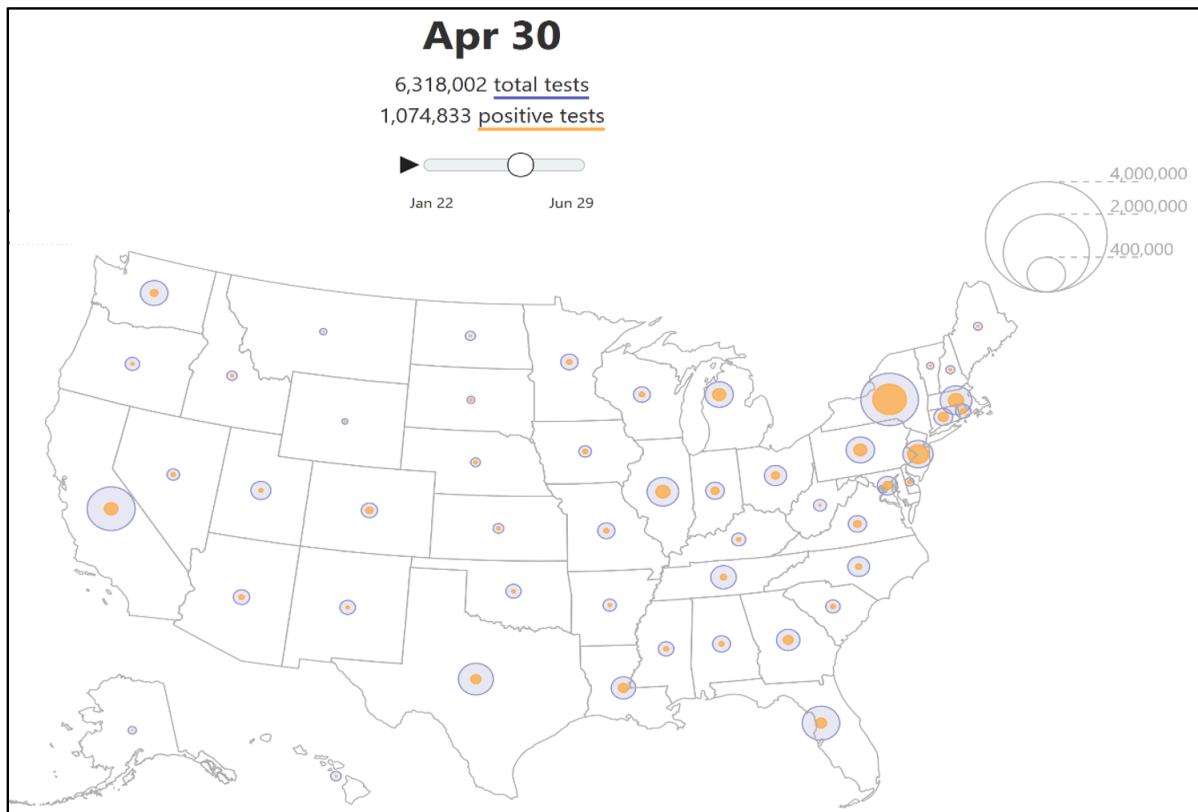 Apr 30
6,318,002 total tests
1,074,833 positive tests
Jan 22
Jun 29
4,000,000
2,000,000
400,000